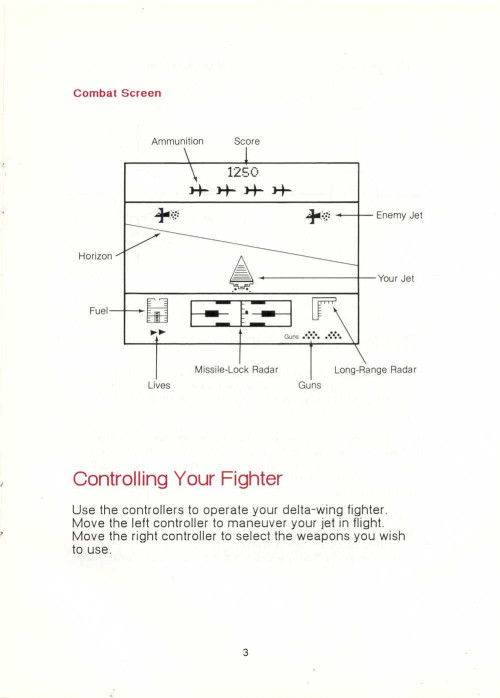 Combat Screen
Ammunition Score
1250
Enemy Jet
Horizon
Your Jet
Fuel
Guns
Missile-Lock Radar
Long-Range Radar
Lives
Guns
Controlling Your Fighter
Use the controllers to operate your delta-wing fighter.
Move the left controller to maneuver your jet in flight.
Move the right controller to select the weapons you wish
to use.
3